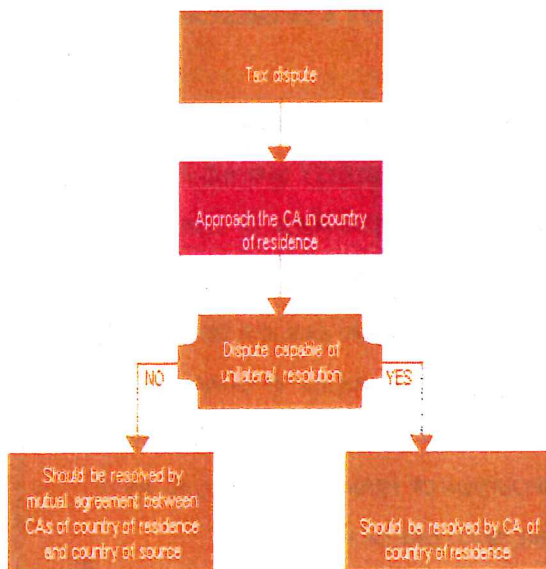 Tax dispute
Approach the CA in country
of residence
Dispute capable of
unilateral resolution
NO
YES
Should be resolved by
mutual agreement between
CAs of country of residence
and country of source
Should be resolved by CA of
country of residence